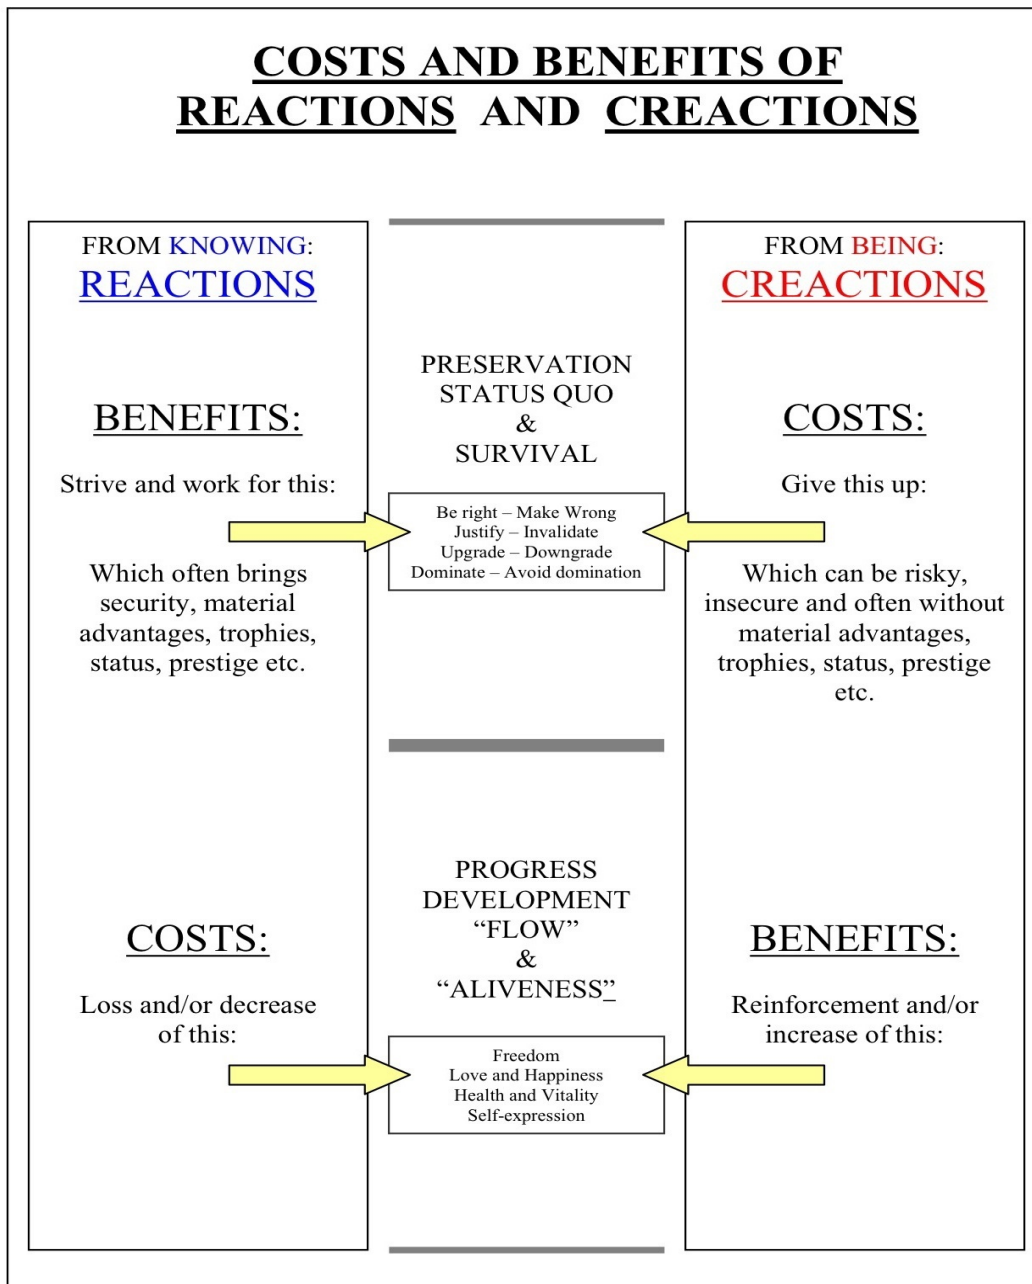 COSTS AND BENEFITS OF
REACTIONS AND CREACTIONS
FROM KNOWING:
REACTIONS
BENEFITS:
Strive and work for this:
Which often brings
security, material
advantages, trophies,
status, prestige etc.
COSTS:
Loss and/or decrease
of this:
PRESERVATION
STATUS QUO
&
SURVIVAL
Be right – Make Wrong
Justify – Invalidate
Upgrade – Downgrade
Dominate – Avoid domination
PROGRESS
DEVELOPMENT
“FLOW”
&
“ALIVENESS”
Freedom
Love and Happiness
Health and Vitality
Self-expression
FROM BEING:
CREACTIONS
COSTS:
Give this up:
Which can be risky,
insecure and often without
material advantages,
trophies, status, prestige
etc.
BENEFITS:
Reinforcement and/or
increase of this: